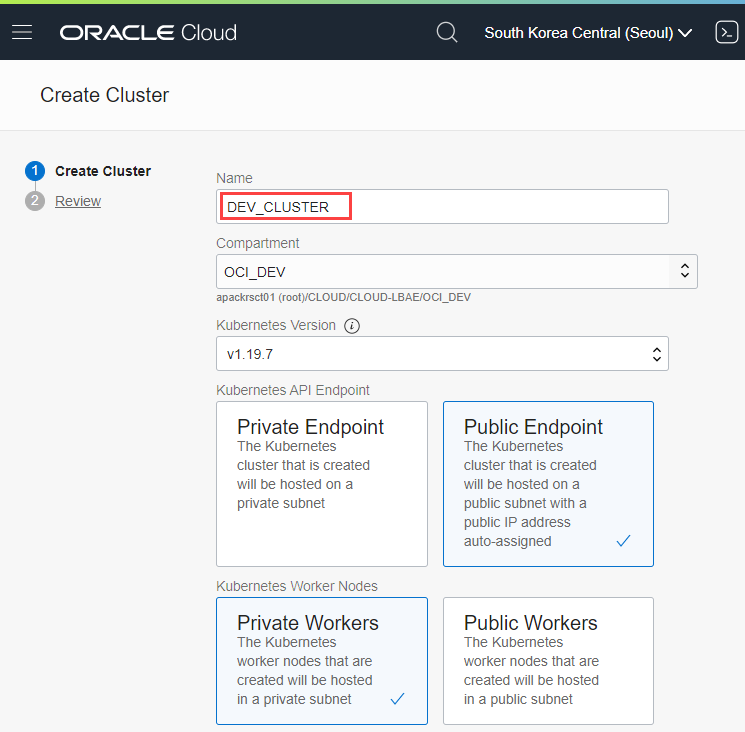 ORACLE Cloud
South Korea Central (Seoul)
Create Cluster
1 Create Cluster
2 Review
Name
DEV_CLUSTER
Compartment
OCI_DEV
apackrsct01 (root)/CLOUD/CLOUD-LBAE/OCI_DEV
Kubernetes Version i
v1.19.7
Kubernetes API Endpoint
Private Endpoint
The Kubernetes
cluster that is created
will be hosted on a
private subnet
Public Endpoint
The Kubernetes
cluster that is created
will be hosted on a
public subnet with a
public IP address
auto-assigned
Kubernetes Worker Nodes
Private Workers
The Kubernetes
worker nodes that are
created will be hosted
in a private subnet
Public Workers
The Kubernetes
worker nodes that are
created will be hosted
in a public subnet